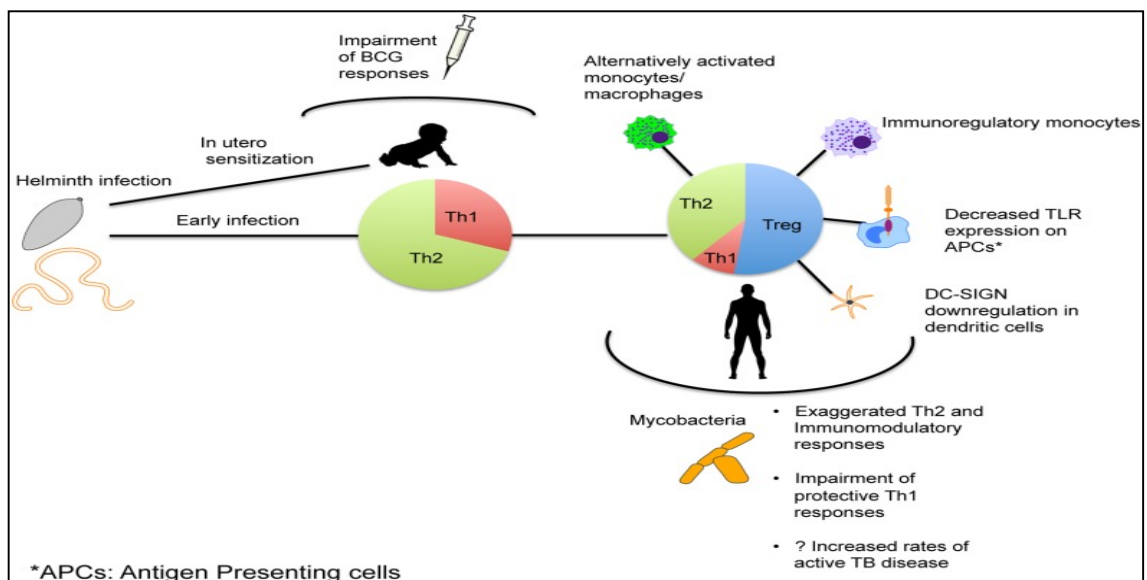 Impairment
of BCG
responses
Alternatively activated
monocytes/
macrophages
Immunoregulatory monocytes
In utero
sensitization
Helminth infection
Early infection
Th1
Th2
Th2
Treg
Th1
Decreased TLR
expression on
APCs*
DC-SIGN
downregulation in
dendritic cells
Mycobacteria
• Exaggerated Th2 and
Immunomodulatory
responses
• Impairment of
protective Th1
responses
• ? Increased rates of
active TB disease
*APCs: Antigen Presenting cells